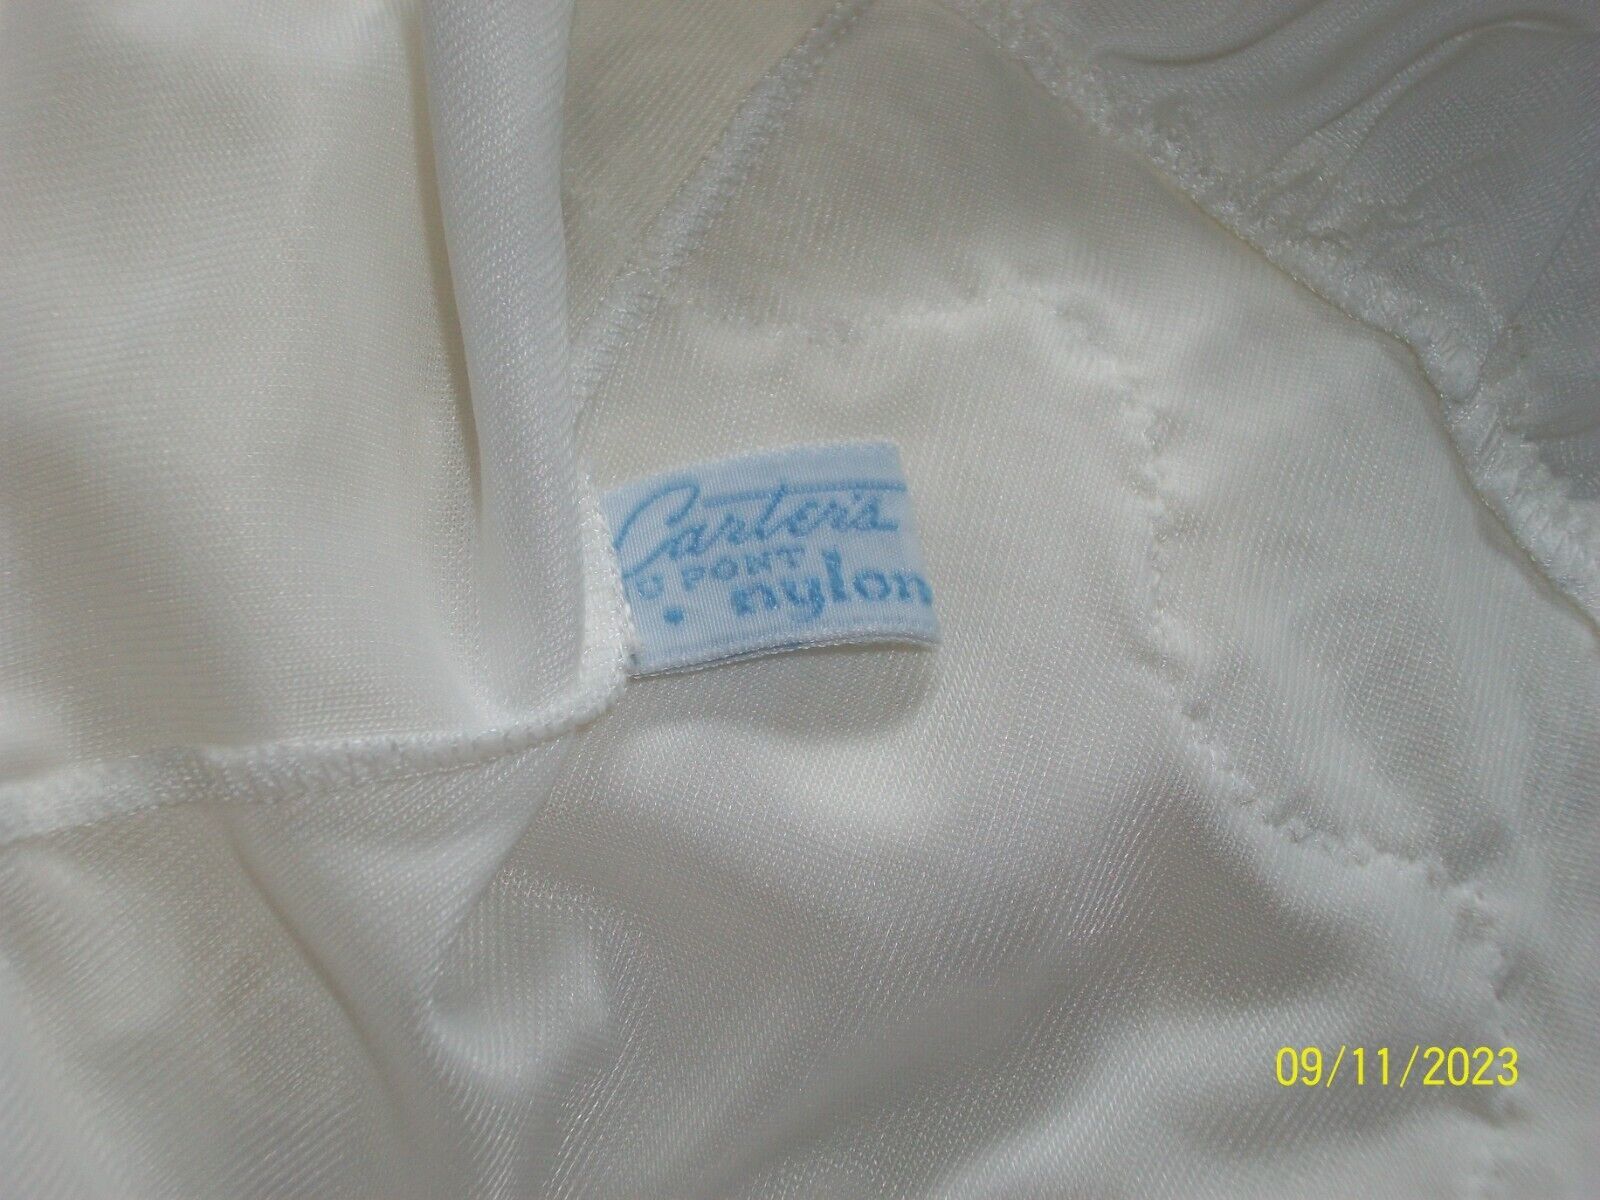 Carter's
U PONT
nylon
09/11/2023